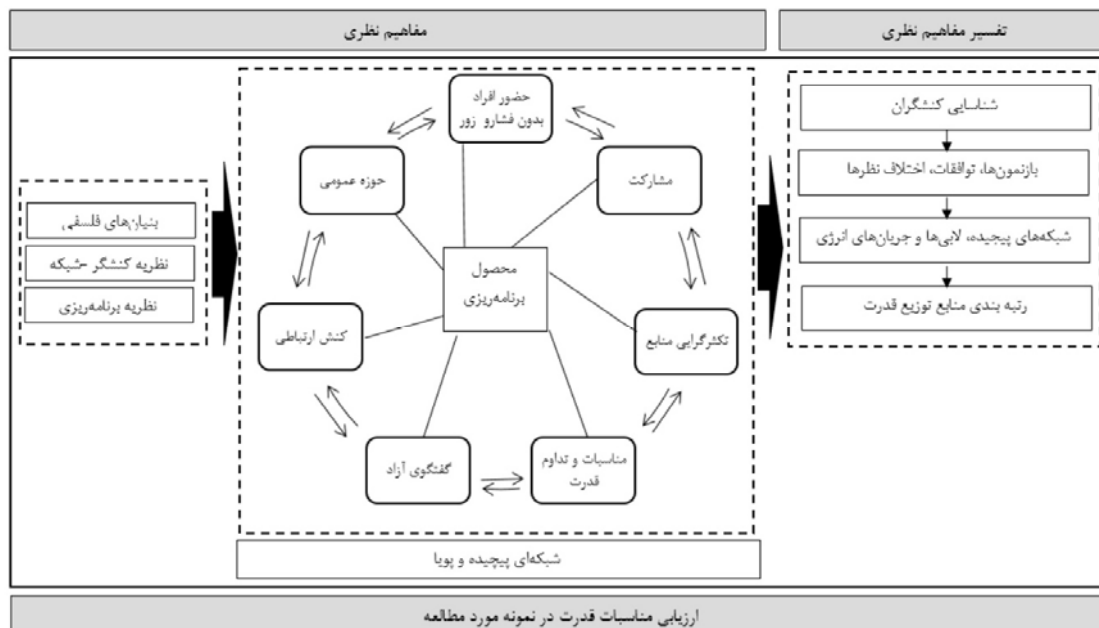 تفسیر مفاهیم نظری
مفاهیم نظری
شناسایی کنشگران
بازنمون‌ها، توافقات، اختلاف نظرها
شبکه‌های پیچیده، لابی‌ها و جریان‌های انرژی
رتبه بندی منابع توزیع قدرت
حضور افراد
بدون فشارو زور
مشارکت
حوزه عمومی
محصول
برنامه‌ریزی
تکثرگرایی منابع
کنش ارتباطی
مناسبات و تداوم
قدرت
گفتگوی آزاد
شبکه‌ای پیچیده و پویا
بنیان‌های فلسفی
نظریه کنشگر -شبکه
نظریه برنامه‌ریزی
ارزیابی مناسبات قدرت در نمونه مورد مطالعه